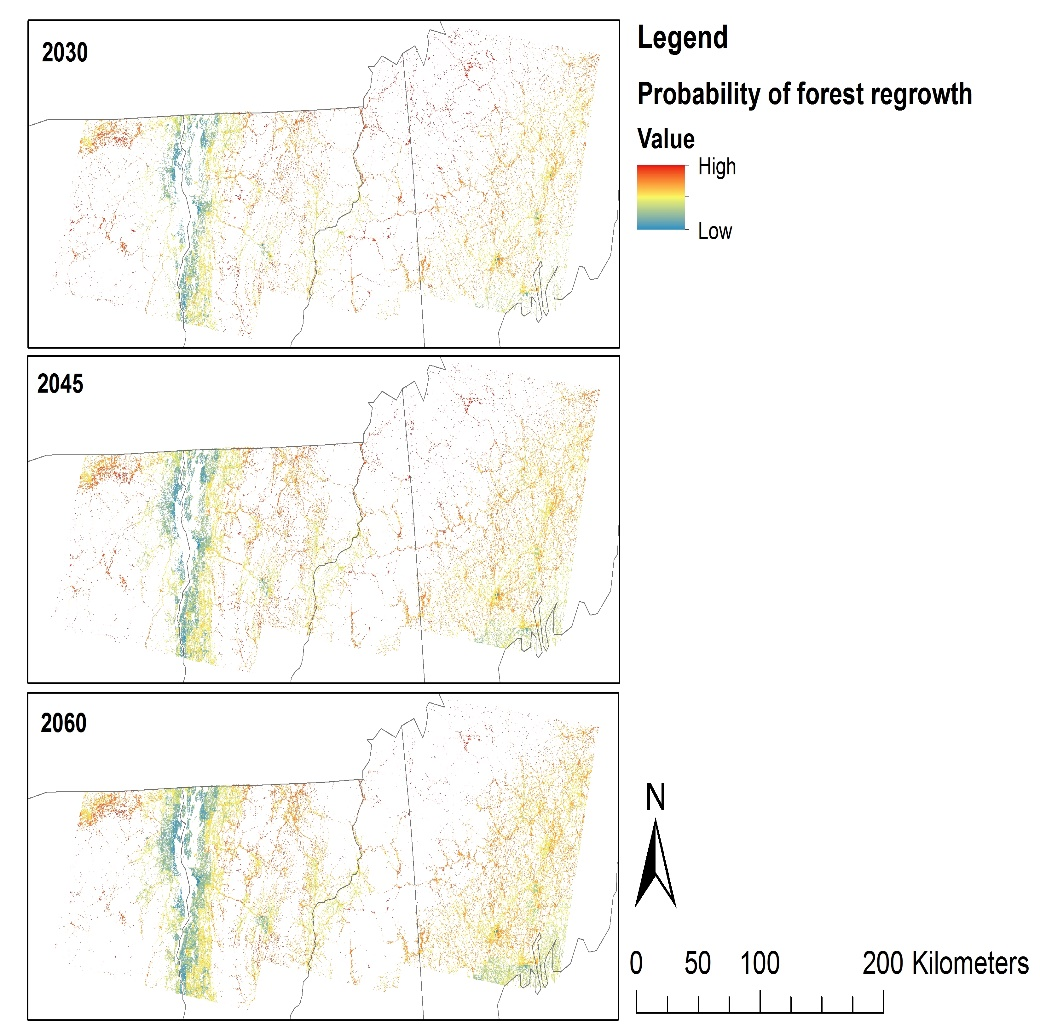 2030
Legend
Probability of forest regrowth
Value
High
Low
2045
2060
N
0 50 100 200 Kilometers